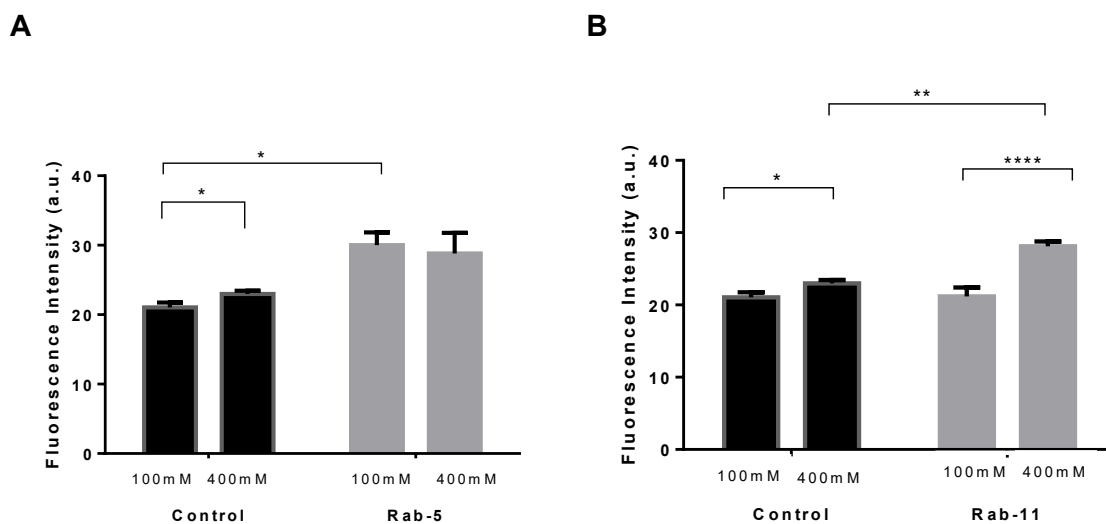 A
Fluorescence Intensity (a.u.)
40
30
20
10
0
*
*
100mM 400mM 100mM 400mM
Control Rab-5
B
Fluorescence Intensity (a.u.)
40
30
20
10
0
**
*
****
100mM 400mM 100mM 400mM
Control Rab-11